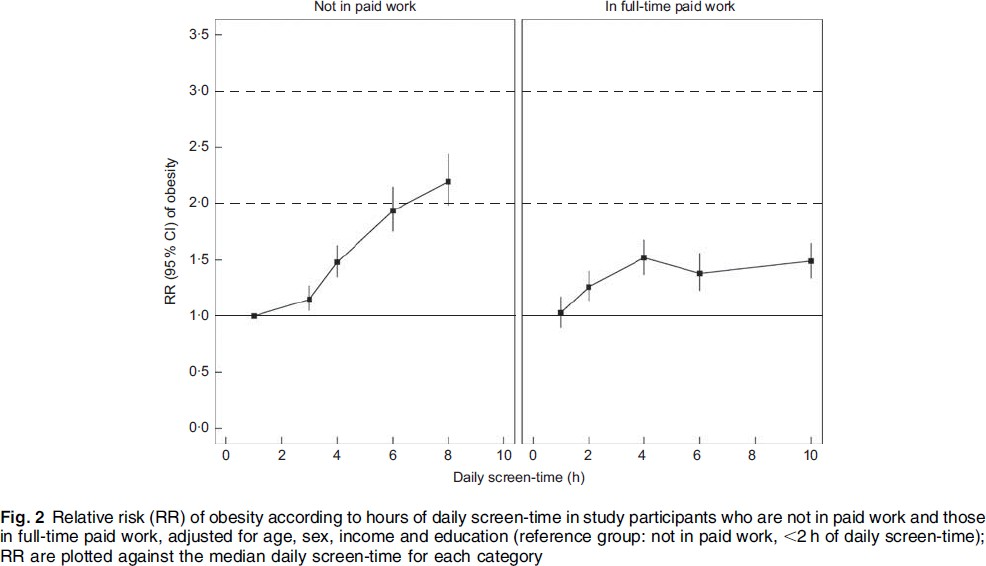 Not in paid work
In full-time paid work
3·5
3·0
2·5
2·0
1·5
1·0
0·5
0·0
RR (95 % CI) of obesity
0 2 4 6 8 10
0 2 4 6 8 10
Daily screen-time (h)
Fig. 2 Relative risk (RR) of obesity according to hours of daily screen-time in study participants who are not in paid work and those
in full-time paid work, adjusted for age, sex, income and education (reference group: not in paid work, <2 h of daily screen-time);
RR are plotted against the median daily screen-time for each category